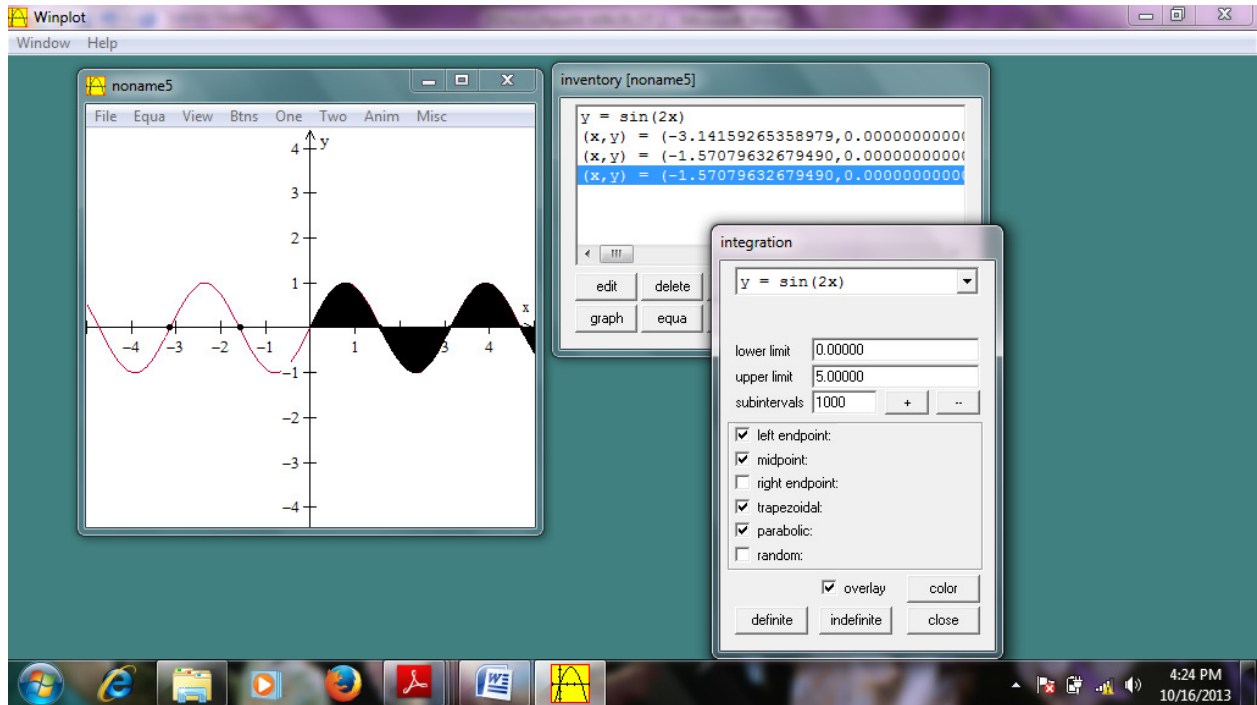 Winplot
Window Help
noname5
File Equa View Btns One Two Anim Misc
y
4
3
2
1
x
-4 -3 -2 -1 1 3 4
-1
-2
-3
-4
inventory [noname5]
y = sin(2x)
(x,y) = (-3.14159265358979,0.00000000000
(x,y) = (-1.57079632679490,0.00000000000
(x,y) = (-1.57079632679490,0.00000000000
edit delete
graph equa
integration
y = sin(2x)
lower limit 0.00000
upper limit 5.00000
subintervals 1000 + --
left endpoint:
midpoint:
right endpoint:
trapezoidal:
parabolic:
random:
overlay color
definite indefinite close
4:24 PM
10/16/2013